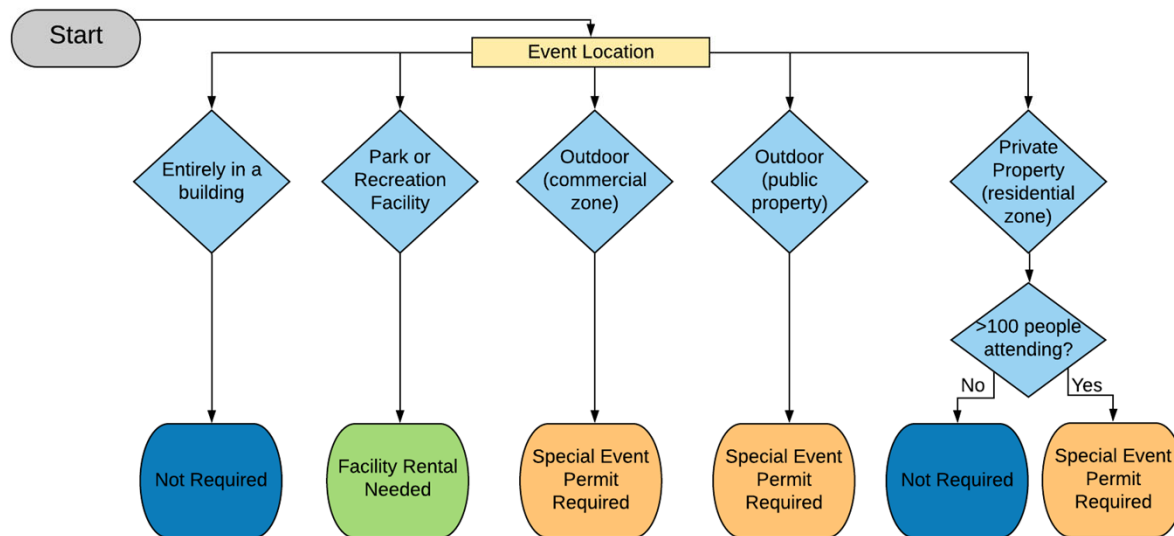 Start
Event Location
Entirely in a
building
Park or
Recreation
Facility
Outdoor
(commercial
zone)
Outdoor
(public
property)
Private
Property
(residential
zone)
>100 people
attending?
No
Yes
Not Required
Facility Rental
Needed
Special Event
Permit
Required
Special Event
Permit
Required
Not Required
Special Event
Permit
Required